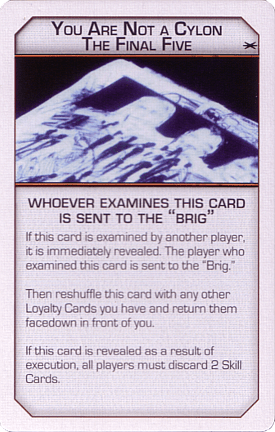 You Are Not a Cylon
The Final Five
WHOEVER EXAMINES THIS CARD
IS SENT TO THE “BRIG”
If this card is examined by another player,
it is immediately revealed. The player who
examined this card is sent to the “Brig.”
Then reshuffle this card with any other
Loyalty Cards you have and return them
facedown in front of you.
If this card is revealed as a result of
execution, all players must discard 2 Skill
Cards.